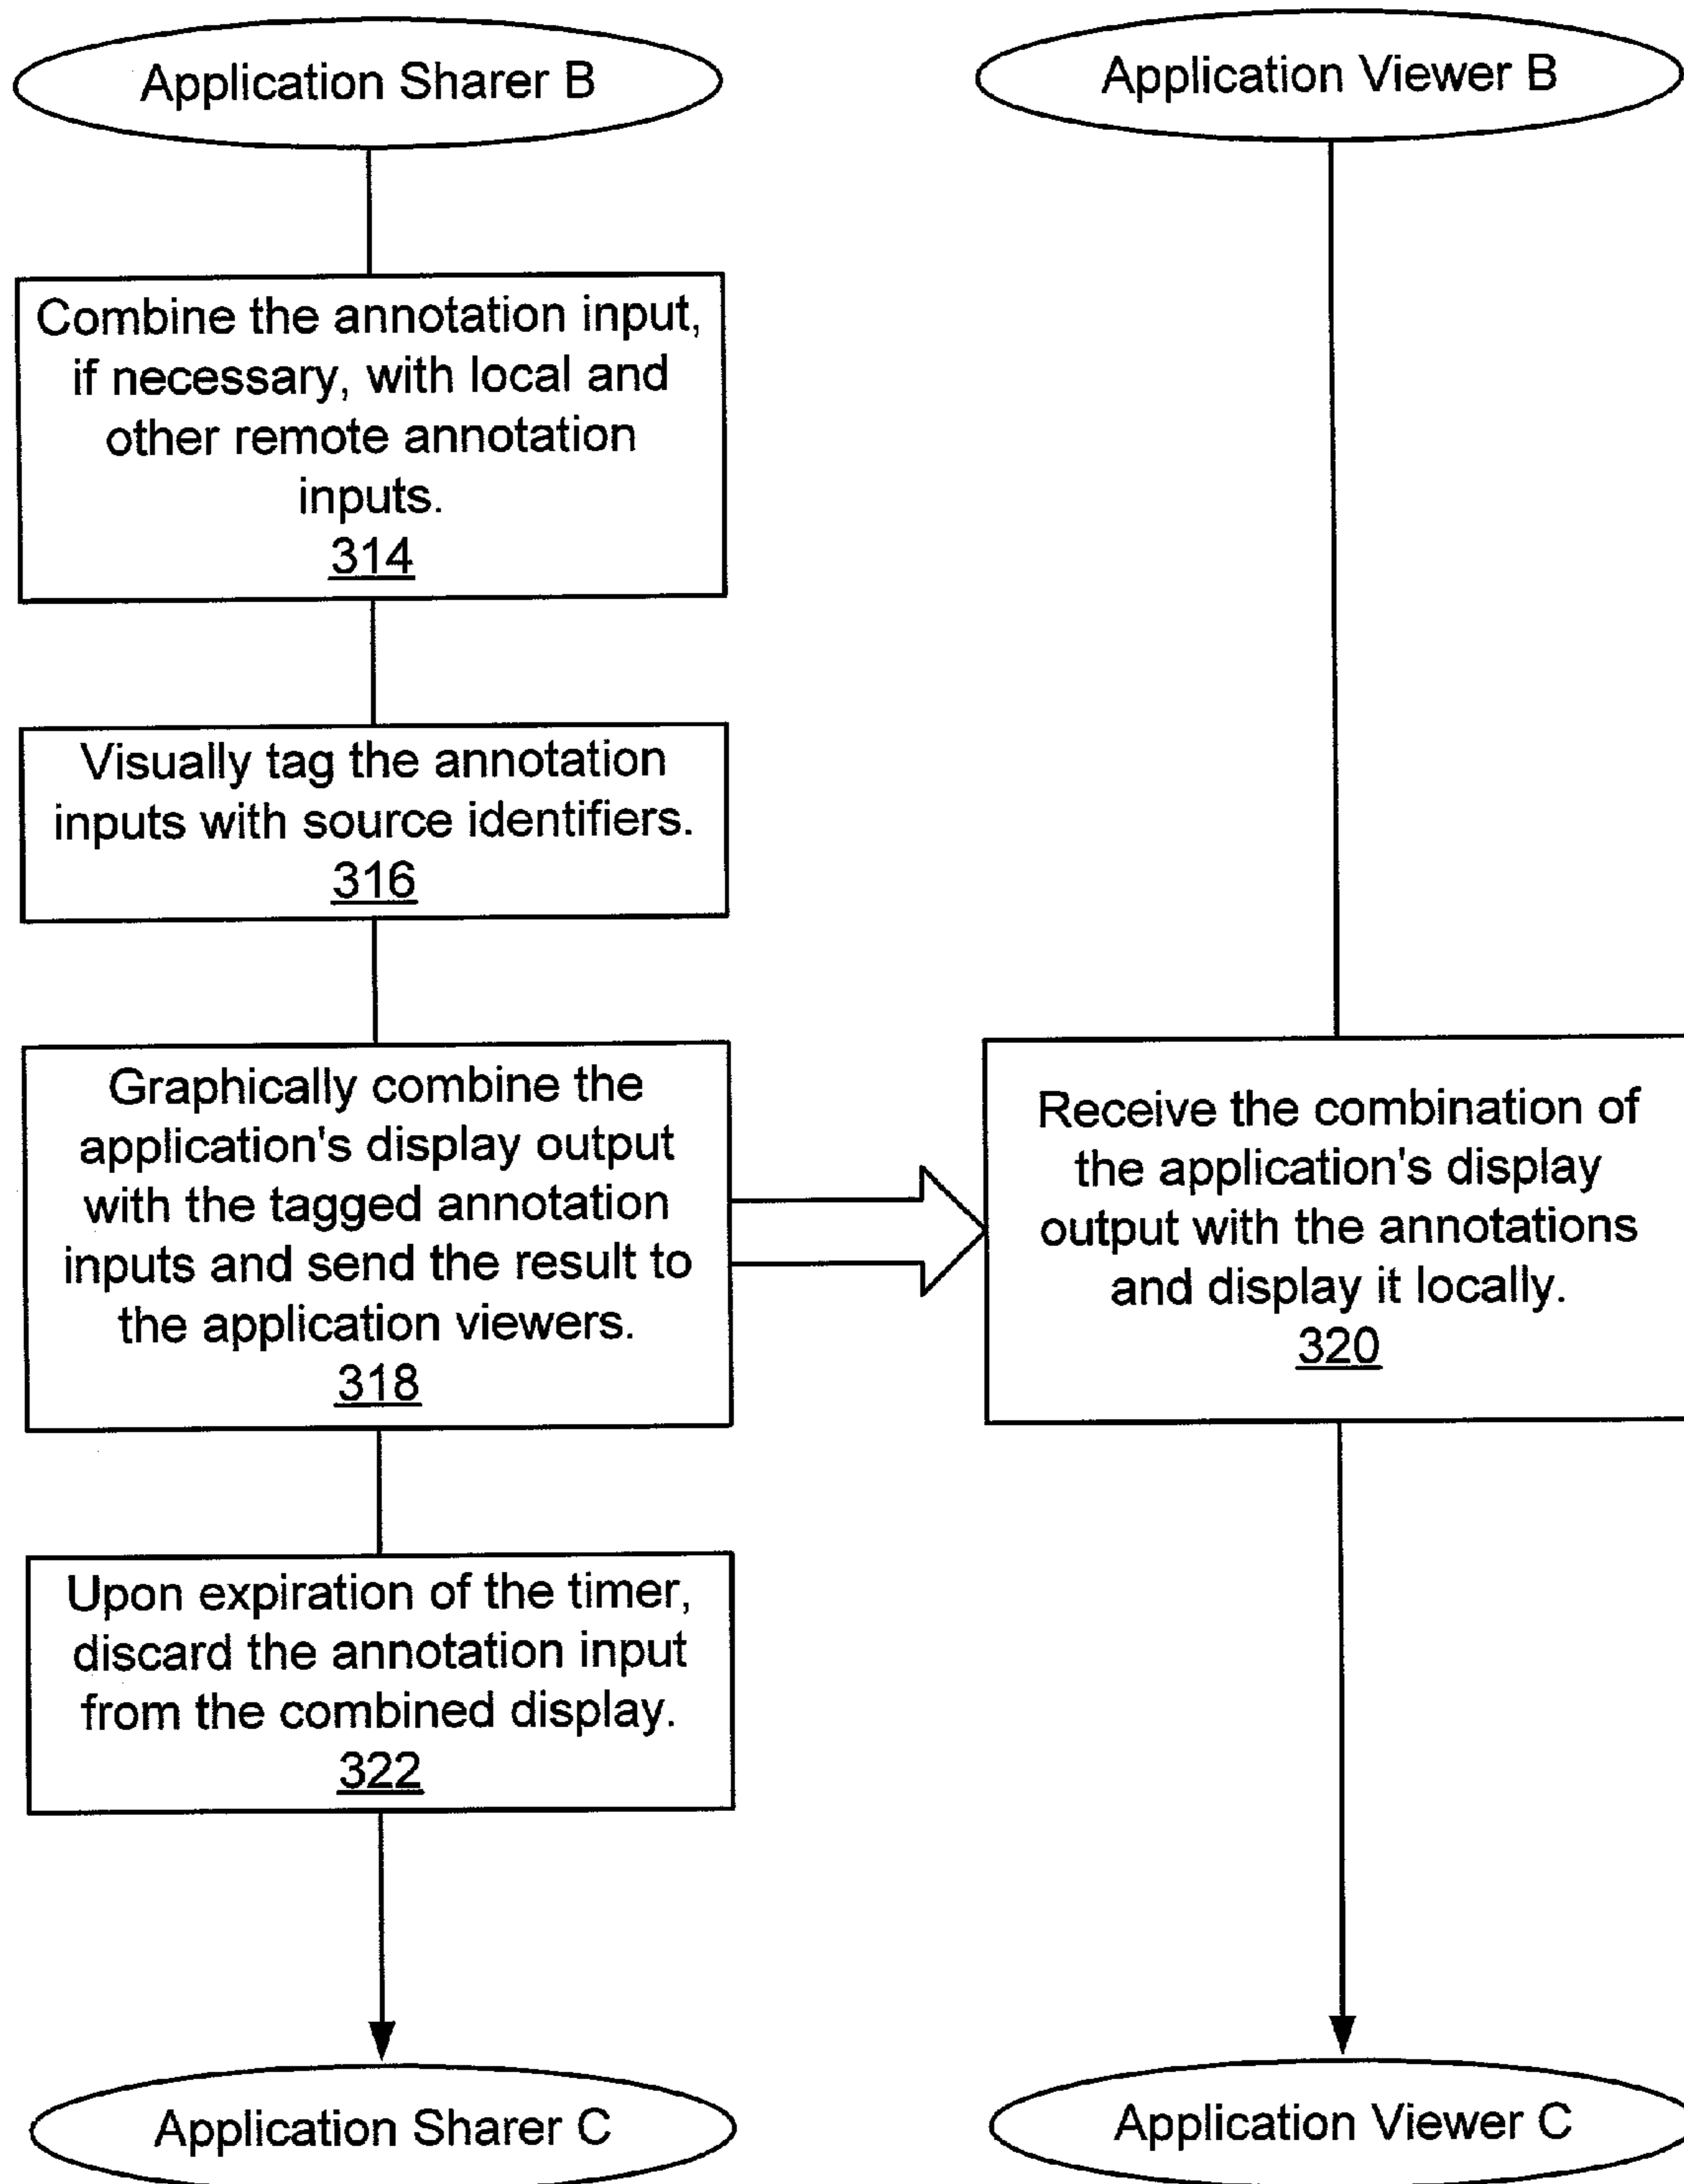 Application Sharer B
Application Viewer B
Combine the annotation input,
if necessary, with local and
other remote annotation
inputs.
314
Visually tag the annotation
inputs with source identifiers.
316
Graphically combine the
application's display output
with the tagged annotation
inputs and send the result to
the application viewers.
318
Receive the combination of
the application's display
output with the annotations
and display it locally.
320
Upon expiration of the timer,
discard the annotation input
from the combined display.
322
Application Sharer C
Application Viewer C